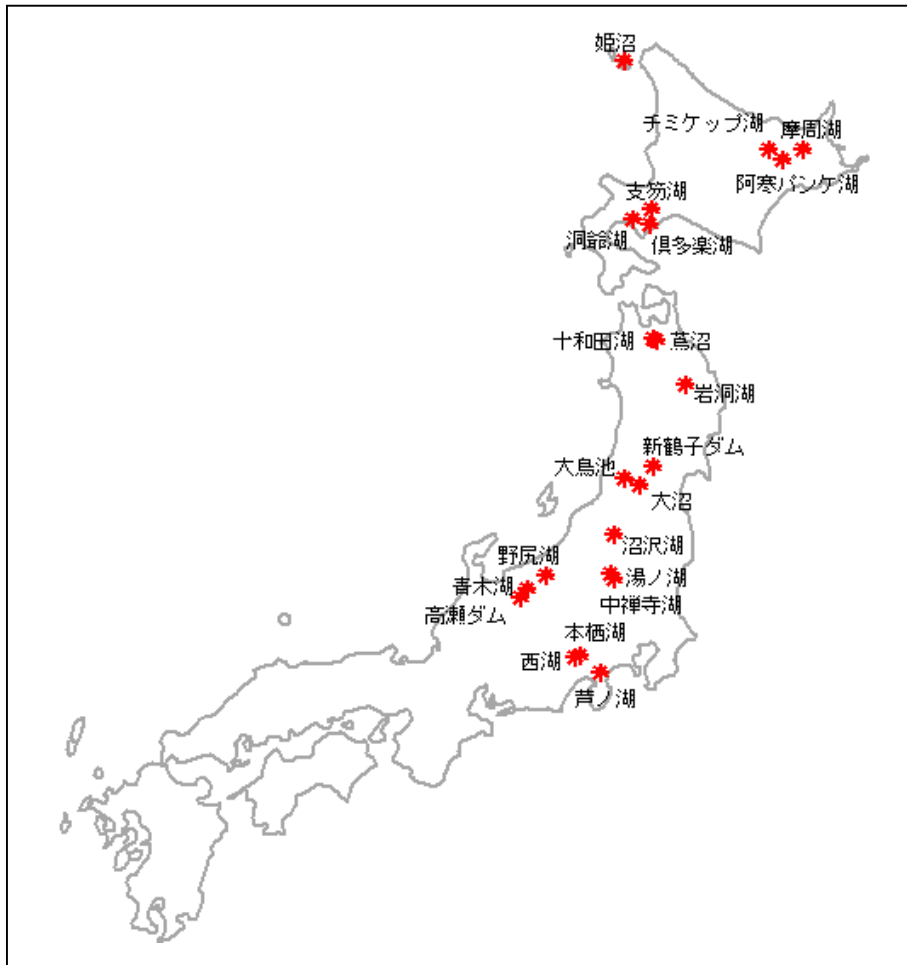 姫沼
チミケップ湖
摩周湖
阿寒パンケ湖
支笏湖
洞爺湖
倶多楽湖
十和田湖
蔦沼
岩洞湖
新鶴子ダム
大鳥池
大沼
沼沢湖
野尻湖
湯ノ湖
青木湖
中禅寺湖
高瀬ダム
本栖湖
西湖
芦ノ湖